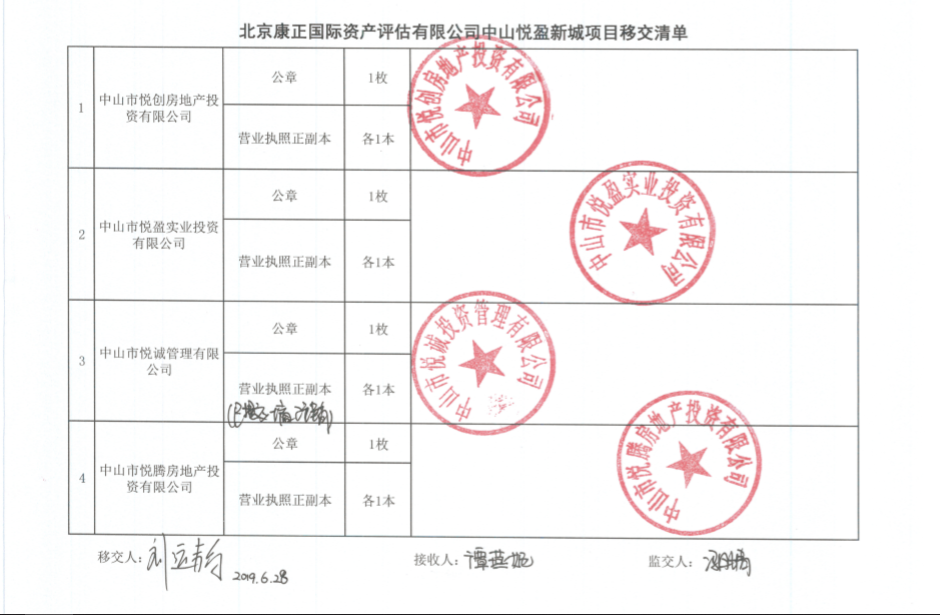 北京康正国际资产评估有限公司中山悦盈新城项目移交清单
1
中山市悦创房地产投
资有限公司
公章
1枚
营业执照正副本
各1本
中山市悦创房地产投资有限公司
2
中山市悦盈实业投资
有限公司
公章
1枚
营业执照正副本
各1本
中山市悦盈实业投资有限公司
3
中山市悦诚管理有限
公司
公章
1枚
营业执照正副本
各1本
中山市悦诚投资管理有限公司
4
中山市悦腾房地产投
资有限公司
公章
1枚
营业执照正副本
各1本
中山市悦腾房地产投资有限公司
移交人：
2019.6.28
接收人：谭燕
监交人：